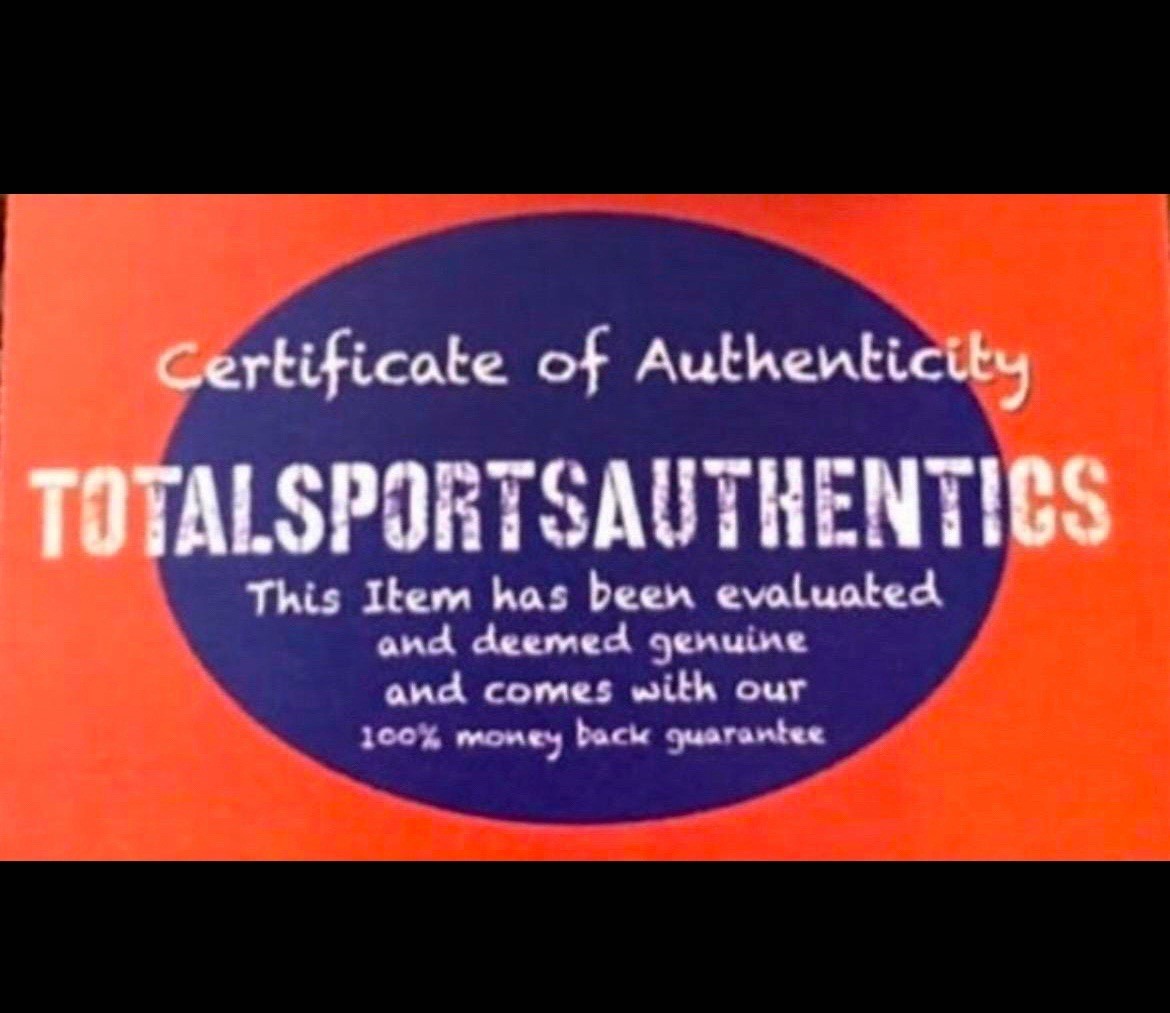 Certificate of Authenticity
TOTALSPORTSAUTHENTICS
This Item has been evaluated
and deemed genuine
and comes with our
100% money back guarantee